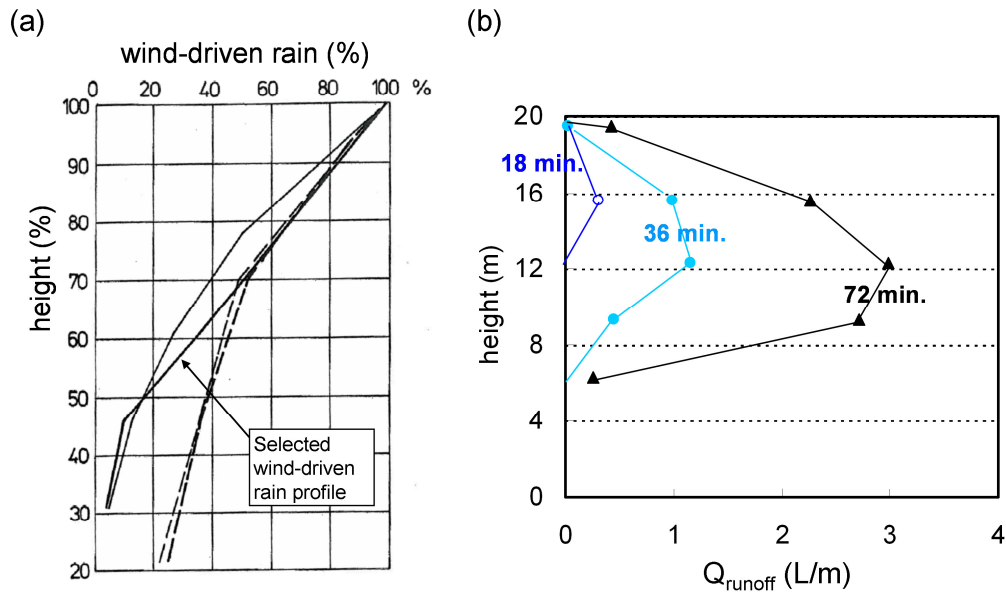 (a)
wind-driven rain (%)
0 20 40 60 80 100 %
height (%)
100
90
80
70
60
50
40
30
20
Selected
wind-driven
rain profile
(b)
height (m)
20
16
12
8
4
0
18 min.
36 min.
72 min.
0 1 2 3 4
Qrunoff (L/m)